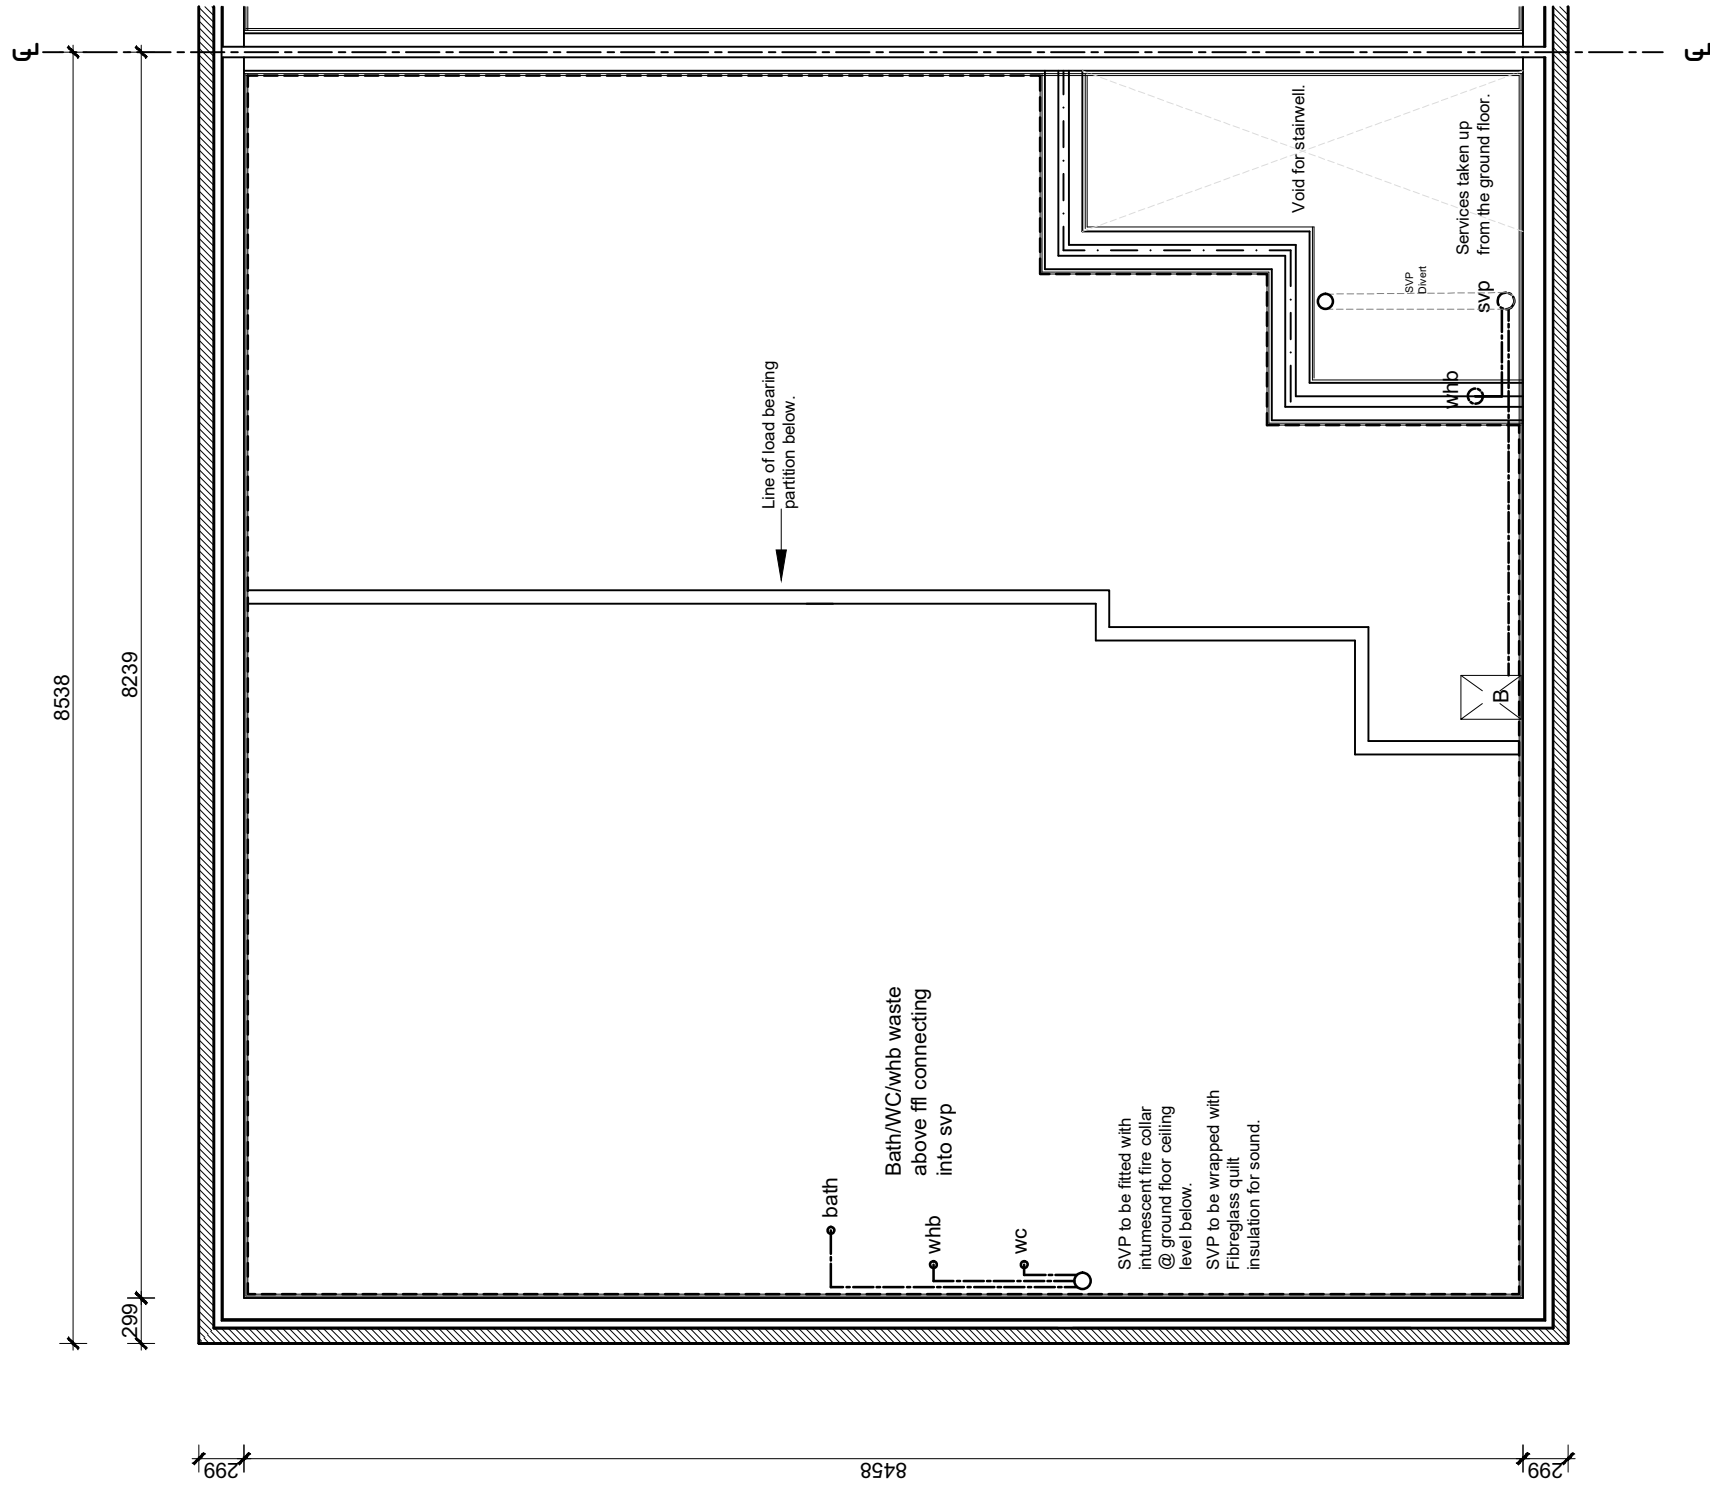 Void for stairwell.
Services taken up
from the ground floor.
SVP
Divert
svp
whb
Line of load bearing
partition below.
B
8538
8239
299
Bath/WC/whb waste
above ffl connecting
into svp
bath
whb
wc
SVP to be fitted with
intumescent fire collar
@ ground floor ceiling
level below.
SVP to be wrapped with
Fibreglass quilt
insulation for sound.
299
8458
299